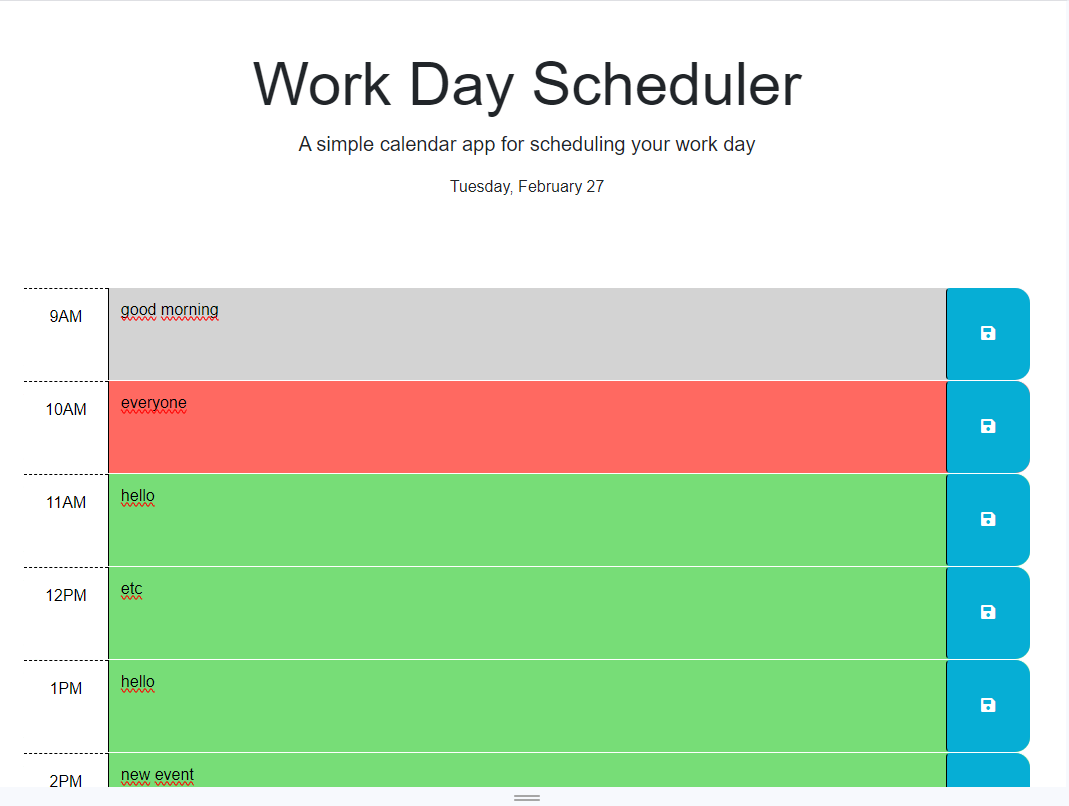 Work Day Scheduler
A simple calendar app for scheduling your work day
Tuesday, February 27
9AM good morning
10AM everyone
11AM hello
12PM etc
1PM hello
2PM new event